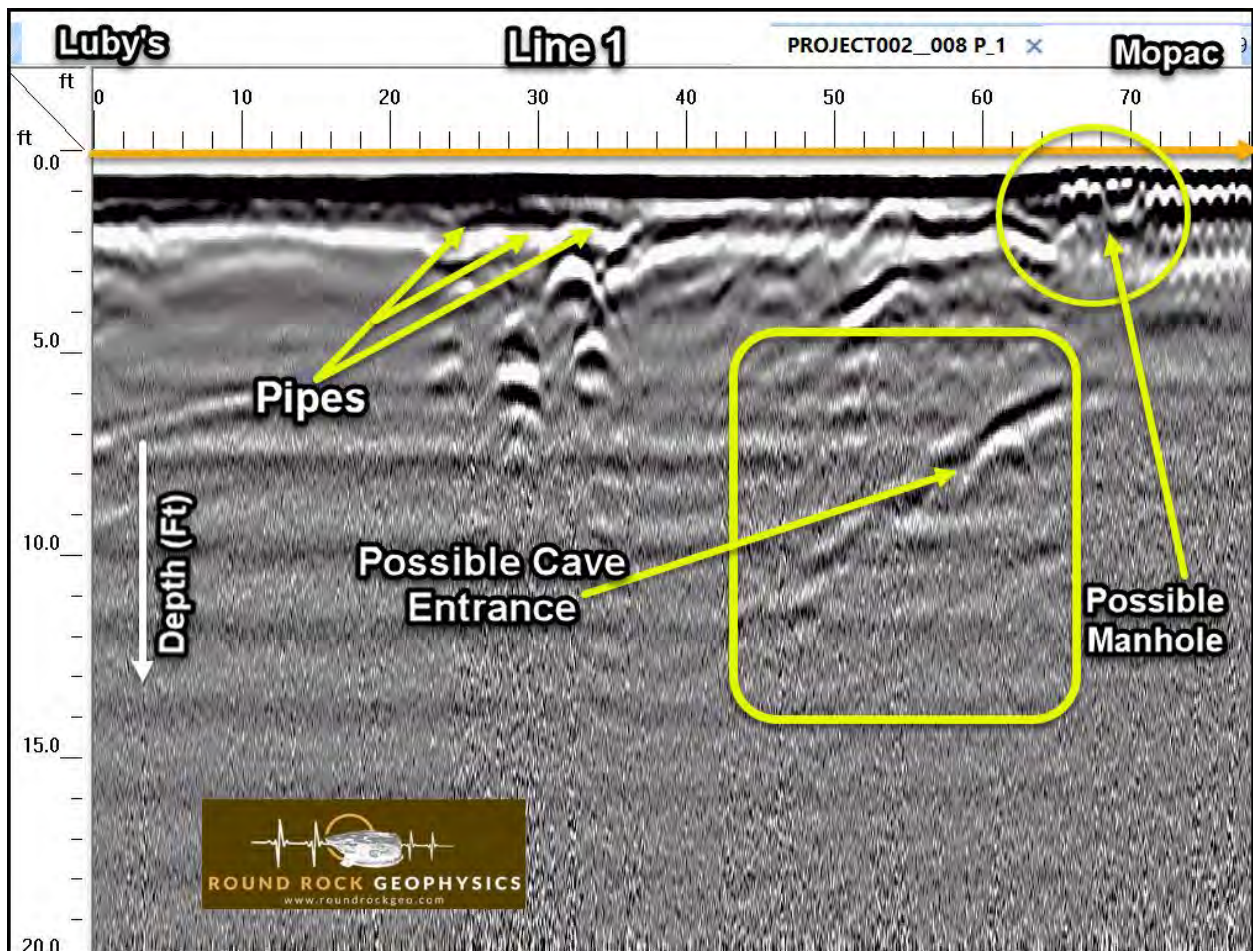 Luby's
Line 1
PROJECT002__008 P_1 ×
Mopac
9
ft
0 10 20 30 40 50 60 70
ft
0.0
5.0
10.0
15.0
20.0
Pipes
Depth (Ft)
Possible Cave
Entrance
Possible
Manhole
ROUND ROCK GEOPHYSICS
www.roundrockgeo.com